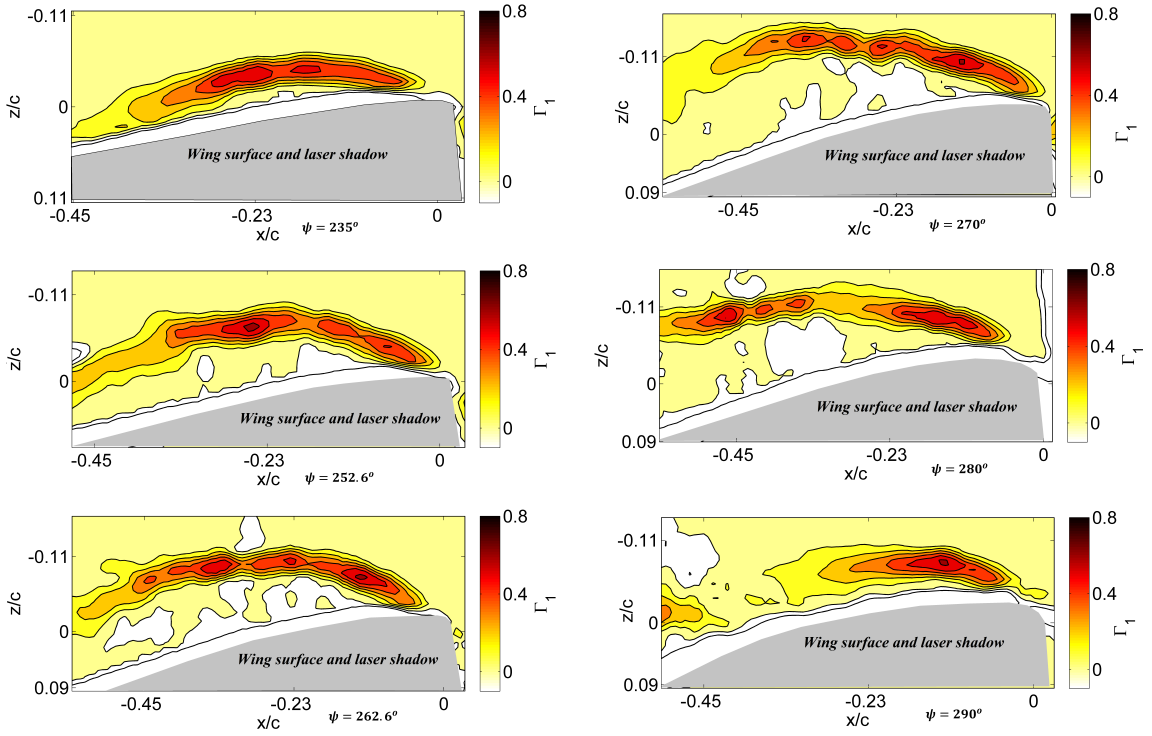 -0.11
0
0.11
z/c
-0.45
-0.23
0
x/c
ψ = 235°
Wing surface and laser shadow
0.8
0.4
0
Γ₁
-0.11
0
0.09
z/c
-0.45
-0.23
0
x/c
ψ = 270°
Wing surface and laser shadow
0.8
0.4
0
Γ₁
-0.11
0
z/c
-0.45
-0.23
0
x/c
ψ = 252.6°
Wing surface and laser shadow
0.8
0.4
0
Γ₁
-0.11
0
0.09
z/c
-0.45
-0.23
0
x/c
ψ = 280°
Wing surface and laser shadow
0.8
0.4
0
Γ₁
-0.11
0
0.09
z/c
-0.45
-0.23
0
x/c
ψ = 262.6°
Wing surface and laser shadow
0.8
0.4
0
Γ₁
-0.11
0
0.09
z/c
-0.45
-0.23
0
x/c
ψ = 290°
Wing surface and laser shadow
0.8
0.4
0
Γ₁